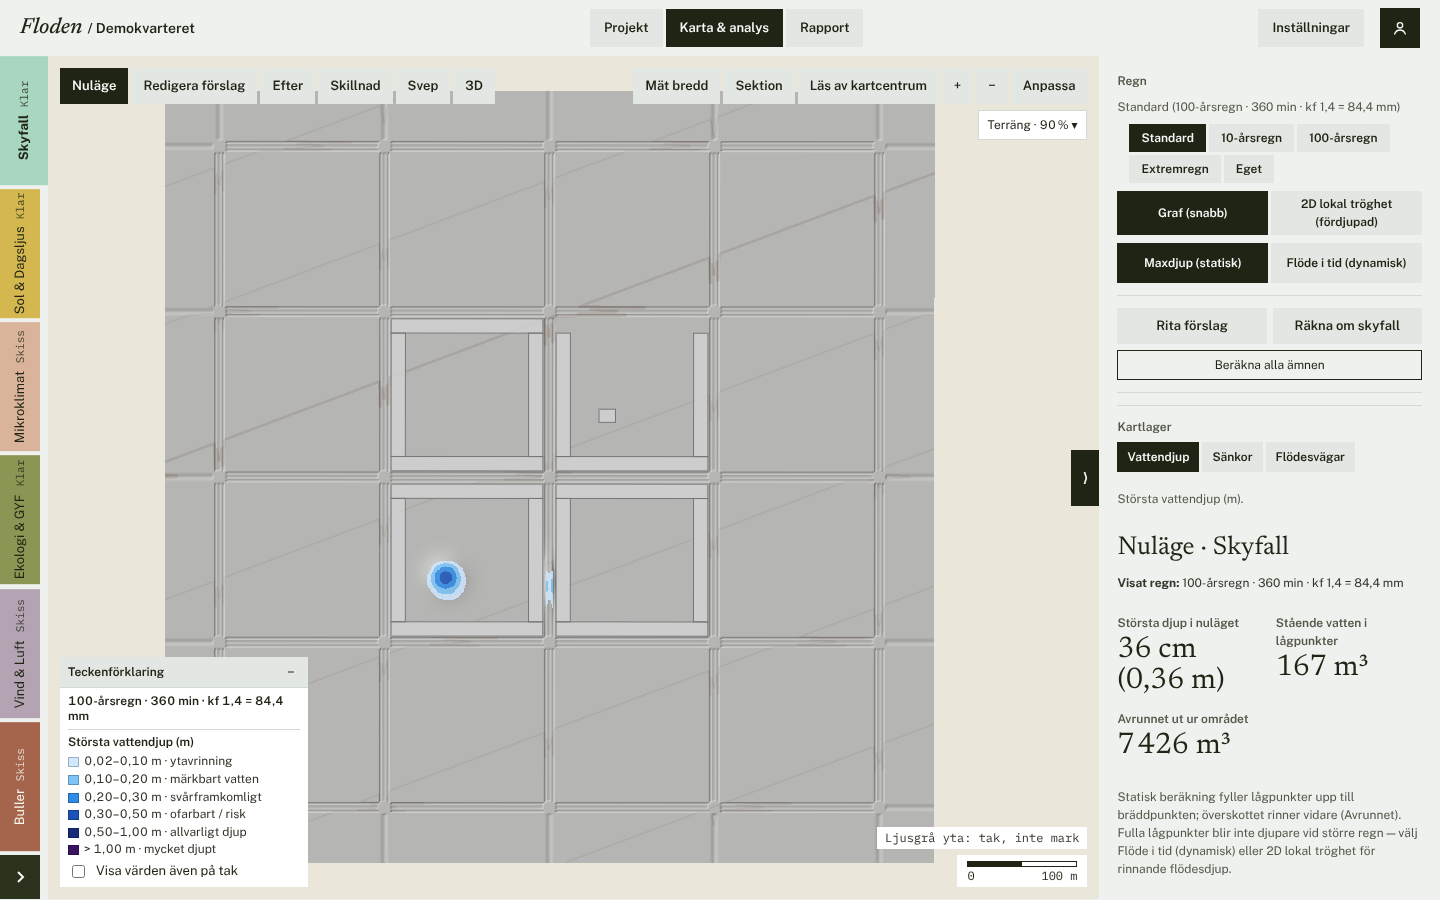 Floden / Demokvarteret
Projekt
Karta & analys
Rapport
Inställningar
Skyfall Klar
Sol & Dagsljus Klar
Mikroklimat Skiss
Ekologi & GYF Klar
Vind & Luft Skiss
Buller Skiss
Nuläge
Redigera förslag
Efter
Skillnad
Svep
3D
Mät bredd
Sektion
Läs av kartcentrum
+
−
Anpassa
Terräng · 90 % ▾
Teckenförklaring −
100-årsregn · 360 min · kf 1,4 = 84,4
mm
Största vattendjup (m)
0,02–0,10 m · ytavrinning
0,10–0,20 m · märkbart vatten
0,20–0,30 m · svårframkomligt
0,30–0,50 m · ofarbart / risk
0,50–1,00 m · allvarligt djup
> 1,00 m · mycket djupt
Visa värden även på tak
Ljusgrå yta: tak, inte mark
0 100 m
Regn
Standard (100-årsregn · 360 min · kf 1,4 = 84,4 mm)
Standard
10-årsregn
100-årsregn
Extremregn
Eget
Graf (snabb)
2D lokal tröghet
(fördjupad)
Maxdjup (statisk)
Flöde i tid (dynamisk)
Rita förslag
Räkna om skyfall
Beräkna alla ämnen
Kartlager
Vattendjup
Sänkor
Flödesvägar
Största vattendjup (m).
Nuläge · Skyfall
Visat regn: 100-årsregn · 360 min · kf 1,4 = 84,4 mm
Största djup i nuläget
36 cm
(0,36 m)
Stående vatten i
lågpunkter
167 m³
Avrunnet ut ur området
7 426 m³
Statisk beräkning fyller lågpunkter upp till
bräddpunkten; överskottet rinner vidare (Avrunnet).
Fulla lågpunkter blir inte djupare vid större regn — välj
Flöde i tid (dynamisk) eller 2D lokal tröghet för
rinnande flödesdjup.